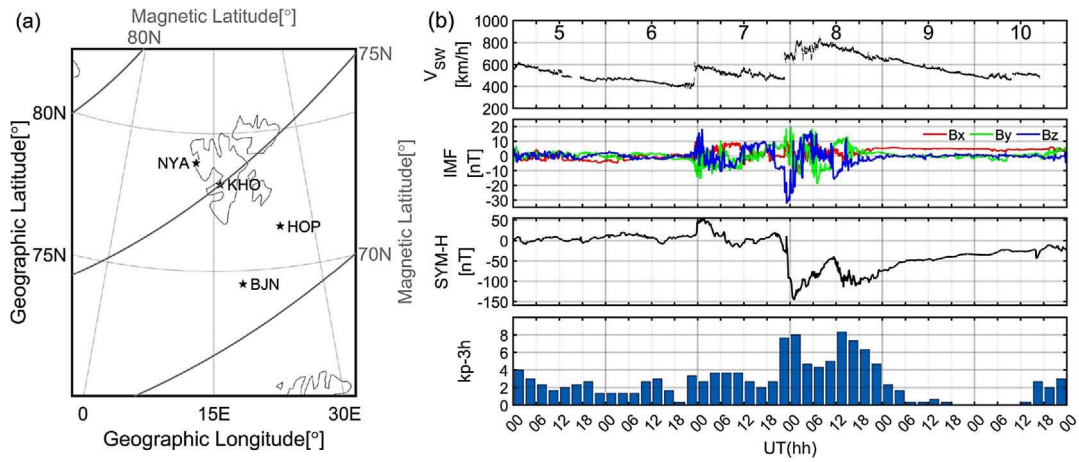 (a)
Magnetic Latitude[°]
80N
75N
80N
NYA
KHO
HOP
75N
70N
BJN
0
15E
30E
Geographic Longitude[°]
Geographic Latitude[°]
Magnetic Latitude[°]
(b)
V_SW
[km/h]
1000
800
600
400
200
5 6 7 8 9 10
IMF
[nT]
20
10
0
-10
-20
-30
Bx By Bz
SYM-H
[nT]
50
0
-50
-100
-150
kp-3h
8
6
4
2
0
00 06 12 18 00 06 12 18 00 06 12 18 00 06 12 18 00 06 12 18 00 06 12 18 00
UT(hh)